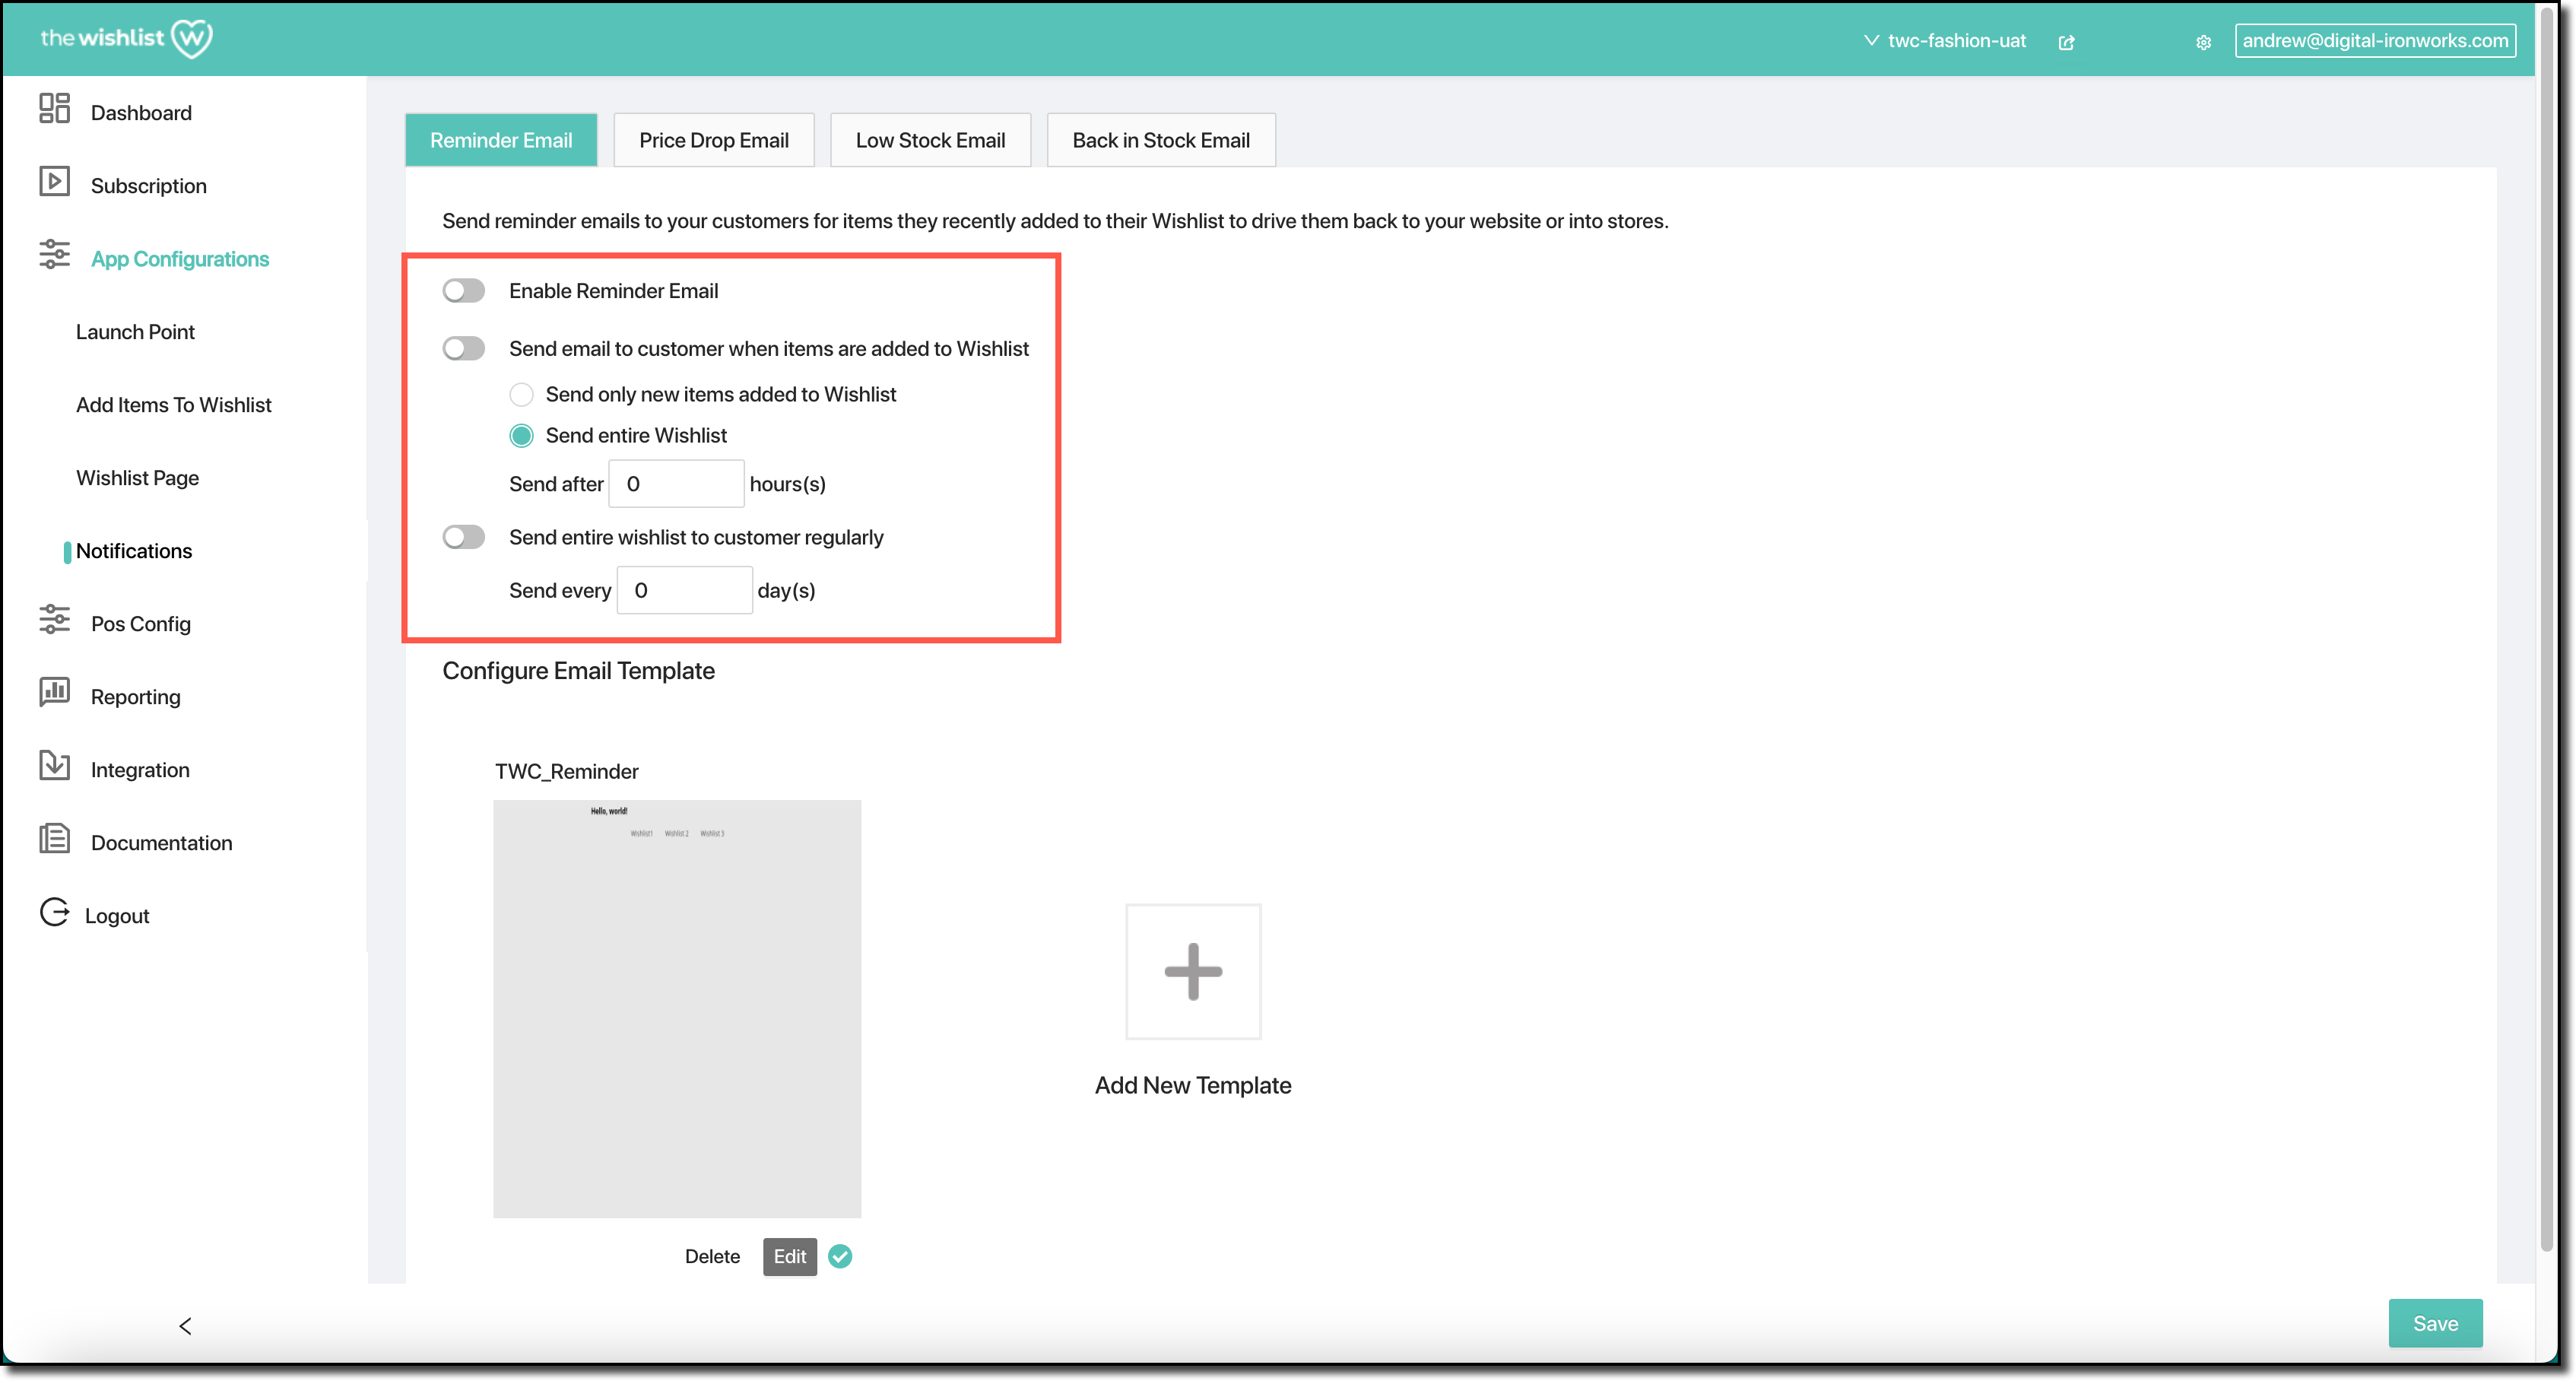 the wishlist W
twc-fashion-uat
andrew@digital-ironworks.com
Dashboard
Subscription
App Configurations
Launch Point
Add Items To Wishlist
Wishlist Page
Notifications
Pos Config
Reporting
Integration
Documentation
Logout
Reminder Email Price Drop Email Low Stock Email Back in Stock Email
Send reminder emails to your customers for items they recently added to their Wishlist to drive them back to your website or into stores.
Enable Reminder Email
Send email to customer when items are added to Wishlist
Send only new items added to Wishlist
Send entire Wishlist
Send after 0 hours(s)
Send entire wishlist to customer regularly
Send every 0 day(s)
Configure Email Template
TWC_Reminder
Hello, world!
Wishlist1 Wishlist 2 Wishlist 3
Add New Template
Delete Edit
Save